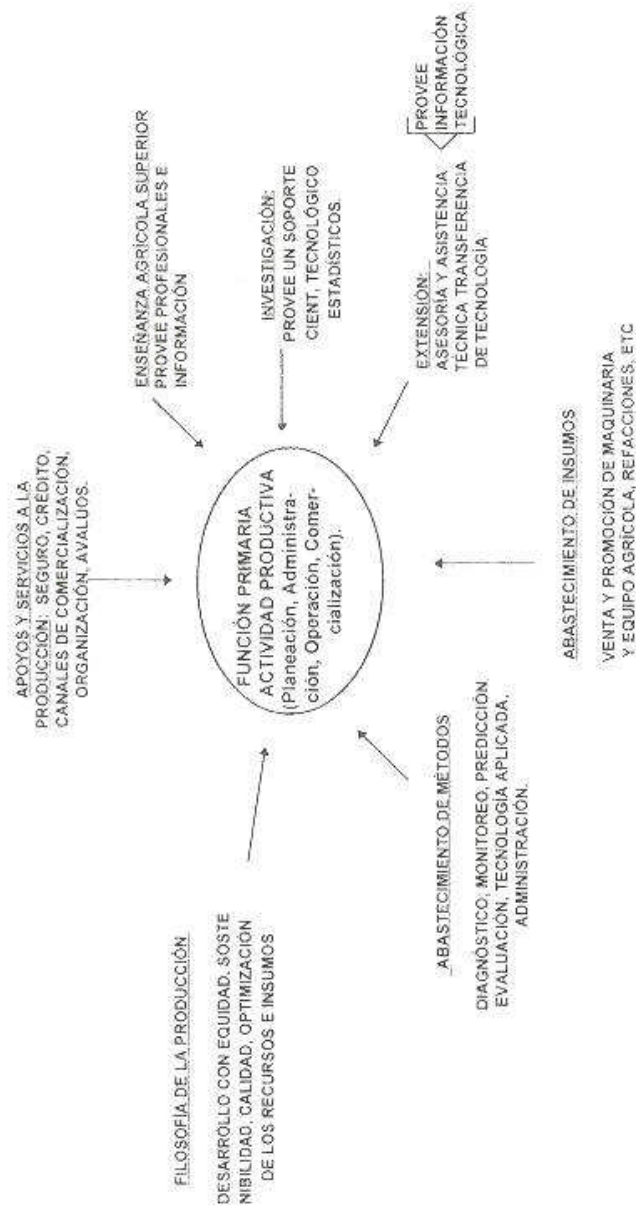 APOYOS Y SERVICIOS A LA
PRODUCCIÓN: SEGURO, CRÉDITO,
CANALES DE COMERCIALIZACIÓN,
ORGANIZACIÓN, AVALÚOS.
ENSEÑANZA AGRÍCOLA SUPERIOR
PROVEE PROFESIONALES E
INFORMACIÓN
INVESTIGACIÓN:
PROVEE UN SOPORTE
CIENT, TECNOLÓGICO
ESTADÍSTICOS.
EXTENSIÓN:
ASESORÍA Y ASISTENCIA
TÉCNICA TRANSFERENCIA
DE TECNOLOGÍA
PROVEE
INFORMACIÓN
TECNOLÓGICA
FUNCIÓN PRIMARIA
ACTIVIDAD PRODUCTIVA
(Planeación, Administra-
ción, Operación, Comer-
cialización).
FILOSOFÍA DE LA PRODUCCIÓN
DESARROLLO CON EQUIDAD, SOSTE
NIBILIDAD, CALIDAD, OPTIMIZACIÓN
DE LOS RECURSOS E INSUMOS
ABASTECIMIENTO DE MÉTODOS
DIAGNÓSTICO, MONITOREO, PREDICCIÓN
EVALUACIÓN, TECNOLOGÍA APLICADA,
ADMINISTRACIÓN.
ABASTECIMIENTO DE INSUMOS
VENTA Y PROMOCIÓN DE MAQUINARIA
Y EQUIPO AGRÍCOLA, REFACCIONES, ETC